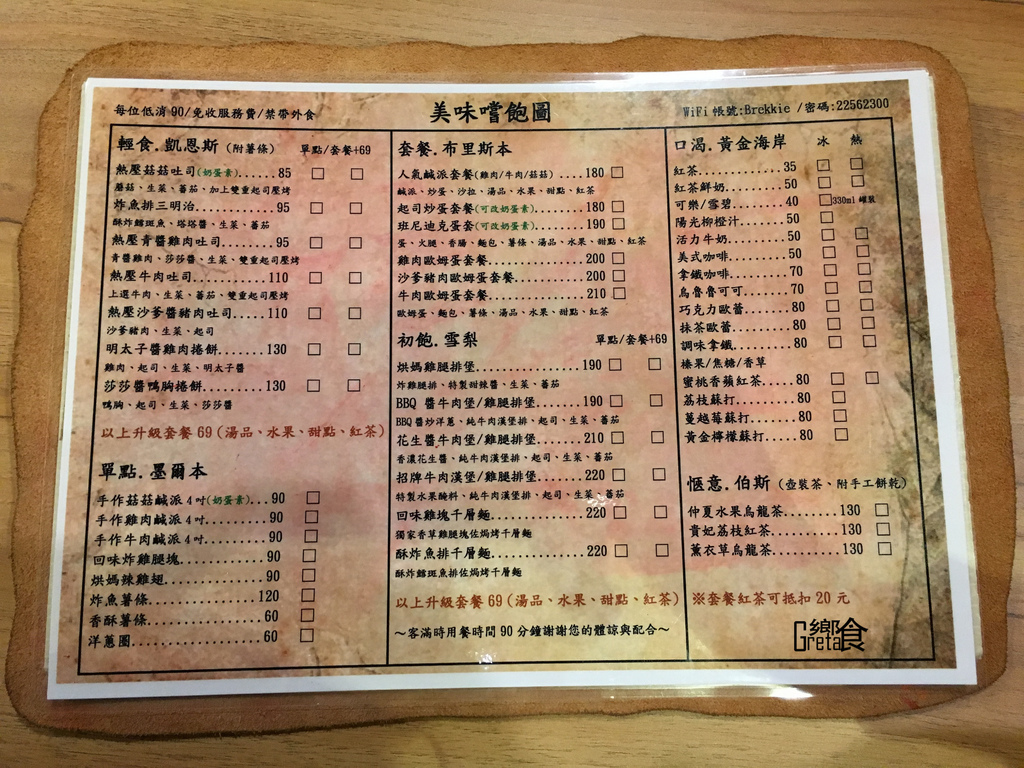 每位低消90/免收服務費/禁帶外食
美味嚐飽圖
WiFi 帳號:Brekkie /密碼:22562300
輕食.凱恩斯(附薯條) 單點/套餐+69
熱壓菇菇吐司(奶蛋素)......85 □ □
蘑菇、生菜、蕃茄、加上雙重起司壓烤
炸魚排三明治............95 □ □
酥炸鱈斑魚、塔塔醬、生菜、蕃茄
熱壓青醬雞肉吐司........95 □ □
青醬雞肉、莎莎醬、生菜、雙重起司壓烤
熱壓牛肉吐司...........110 □ □
上選牛肉、生菜、蕃茄、雙重起司壓烤
熱壓沙爹醬豬肉吐司.....110 □ □
沙爹豬肉、生菜、起司
明太子醬雞肉捲餅.......130 □ □
雞肉、起司、生菜、明太子醬
莎莎醬鴨胸捲餅.........130 □ □
鴨胸、起司、生菜、莎莎醬
以上升級套餐69(湯品、水果、甜點、紅茶)
單點.墨爾本
手作菇菇鹹派4吋(奶蛋素)...90 □
手作雞肉鹹派4吋.........90 □
手作牛肉鹹派4吋.........90 □
回味炸雞腿塊............90 □
烘媽辣雞翅..............90 □
炸魚薯條...............120 □
香酥薯條................60 □
洋蔥圈..................60 □
套餐.布里斯本
人氣鹹派套餐(雞肉/牛肉/菇菇) ....180 □
鹹派、炒蛋、沙拉、湯品、水果、甜點、紅茶
起司炒蛋套餐(可改奶蛋素)........180 □
班尼迪克蛋套(可改奶蛋素)........190 □
蛋、火腿、香腸、麵包、薯條、湯品、水果、甜點、紅茶
雞肉歐姆蛋套餐.............200 □
沙爹豬肉歐姆蛋套餐.........200 □
牛肉歐姆蛋套餐.............210 □
歐姆蛋、麵包、薯條、湯品、水果、甜點、紅茶
初飽.雪梨 單點/套餐+69
烘媽雞腿排堡..............190 □ □
炸雞腿排、特製甜辣醬、生菜、蕃茄
BBQ 醬牛肉堡/雞腿排堡.......190 □ □
BBQ醬炒洋蔥、純牛肉漢堡排、起司、生菜、蕃茄
花生醬牛肉堡/雞腿排堡.......210 □ □
香濃花生醬、純牛肉漢堡排、起司、生菜、蕃茄
招牌牛肉漢堡/雞腿排堡.......220 □ □
特製水果醃料、純牛肉漢堡排、起司、生菜、蕃茄
回味雞塊千層麵.............220 □ □
獨家香草雞腿塊佐焗烤千層麵
酥炸魚排千層麵.............220 □ □
酥炸鱈斑魚排佐焗烤千層麵
以上升級套餐69(湯品、水果、甜點、紅茶)
～客滿時用餐時間90分鐘謝謝您的體諒與配合～
口渴.黃金海岸 冰 熱
紅茶..................35 □ □
紅茶鮮奶..............50 □ □
可樂/雪碧.............40 □330ml 罐裝
陽光柳橙汁............50 □
活力牛奶..............50 □ □
美式咖啡..............50 □ □
拿鐵咖啡..............70 □ □
烏魯魯可可............70 □ □
巧克力歐蕾............80 □ □
抹茶歐蕾..............80 □ □
調味拿鐵..............80 □ □
榛果/焦糖/香草
蜜桃香蘋紅茶.....80 □ □
荔枝蘇打.........80 □
蔓越莓蘇打.......80 □
黃金檸檬蘇打.....80 □
愜意.伯斯(壺裝茶、附手工餅乾)
仲夏水果烏龍茶........130 □
貴妃荔枝紅茶..........130 □
薰衣草烏龍茶..........130 □
※套餐紅茶可抵扣20元
Greta鄉食